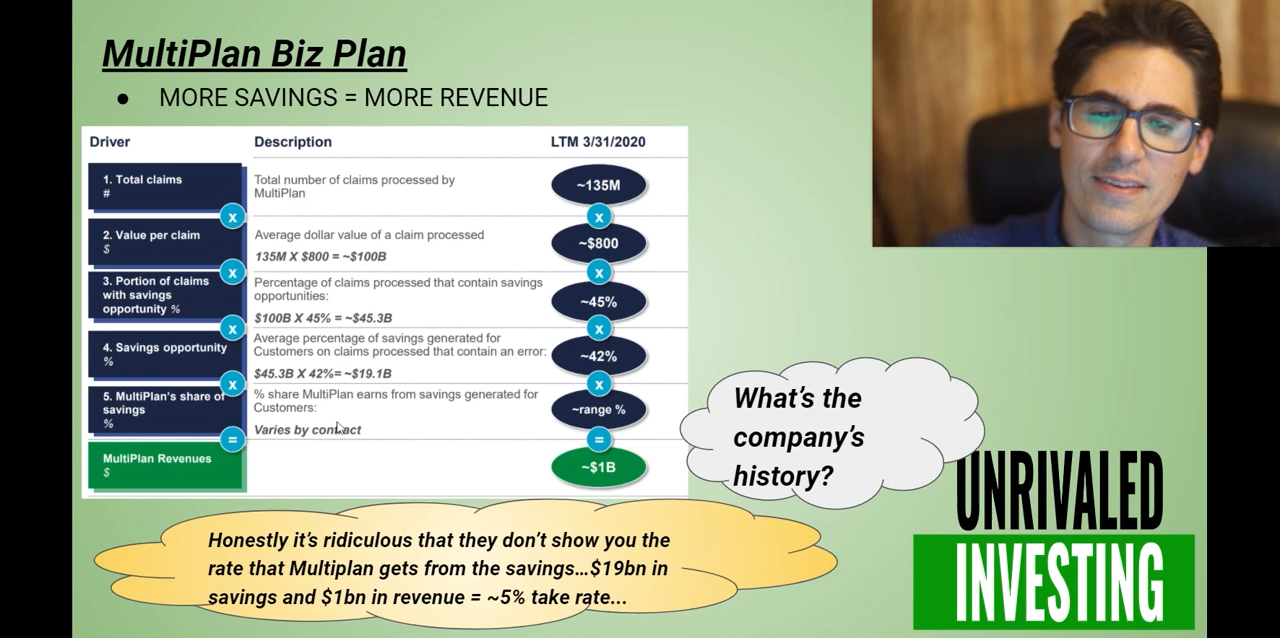 MultiPlan Biz Plan
● MORE SAVINGS = MORE REVENUE
Driver Description LTM 3/31/2020
1. Total claims
#
Total number of claims processed by
MultiPlan
~135M
x x
2. Value per claim
$
Average dollar value of a claim processed
135M X $800 = ~$100B
~$800
x x
3. Portion of claims
with savings
opportunity %
Percentage of claims processed that contain savings
opportunities:
$100B X 45% = ~$45.3B
~45%
x x
4. Savings opportunity
%
Average percentage of savings generated for
Customers on claims processed that contain an error:
$45.3B X 42%= ~$19.1B
~42%
x x
5. MultiPlan's share of
savings
%
% share MultiPlan earns from savings generated for
Customers:
Varies by contract
~range %
= =
MultiPlan Revenues
$
~$1B
What's the
company's
history?
Honestly it's ridiculous that they don't show you the
rate that Multiplan gets from the savings...$19bn in
savings and $1bn in revenue = ~5% take rate...
UNRIVALED
INVESTING